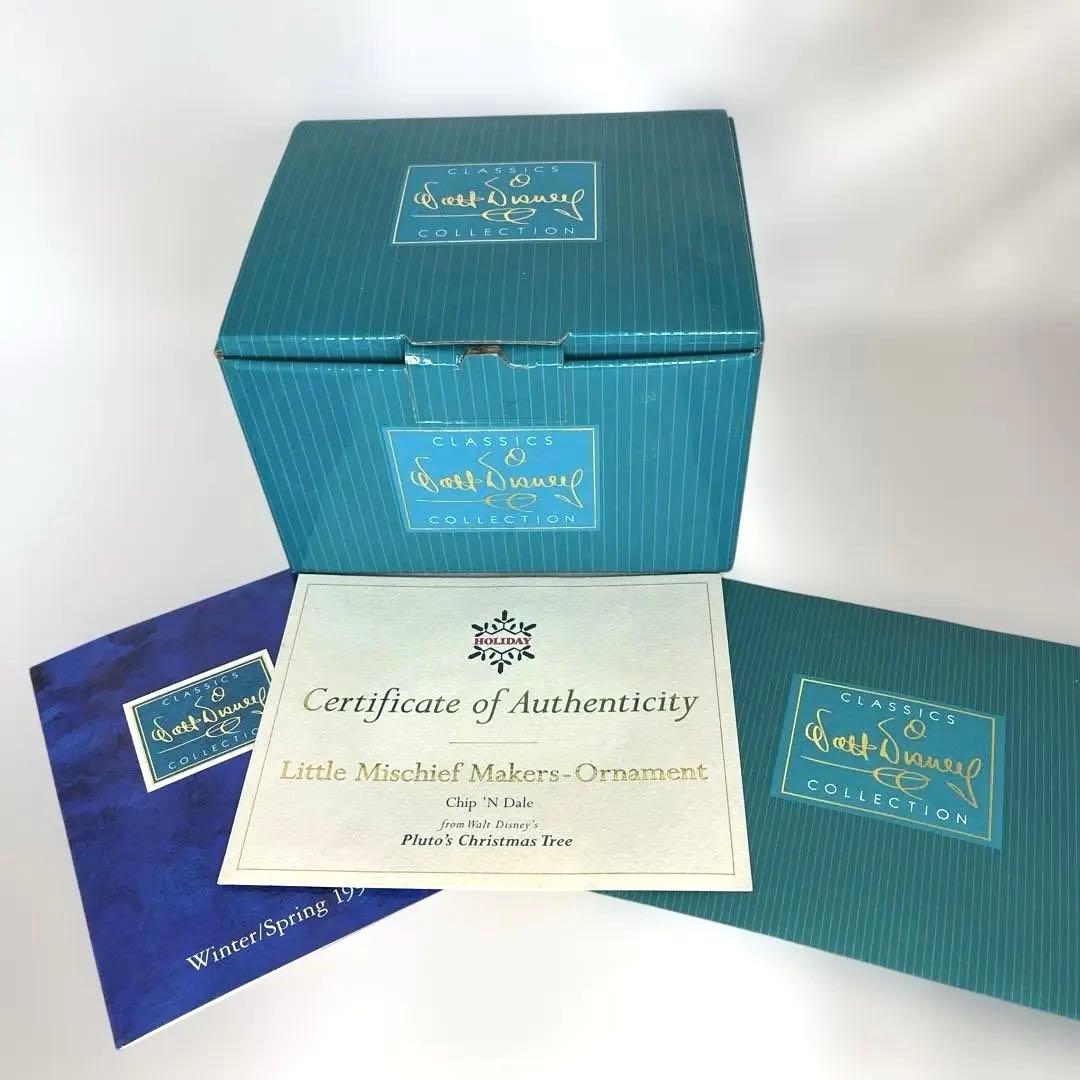 CLASSICS
Walt Disney
COLLECTION
CLASSICS
Walt Disney
COLLECTION
HOLIDAY
Certificate of Authenticity
Little Mischief Makers-Ornament
Chip 'N Dale
from Walt Disney's
Pluto's Christmas Tree
CLASSICS
Walt Disney
Winter/Spring
CLASSICS
Walt Disney
COLLECTION